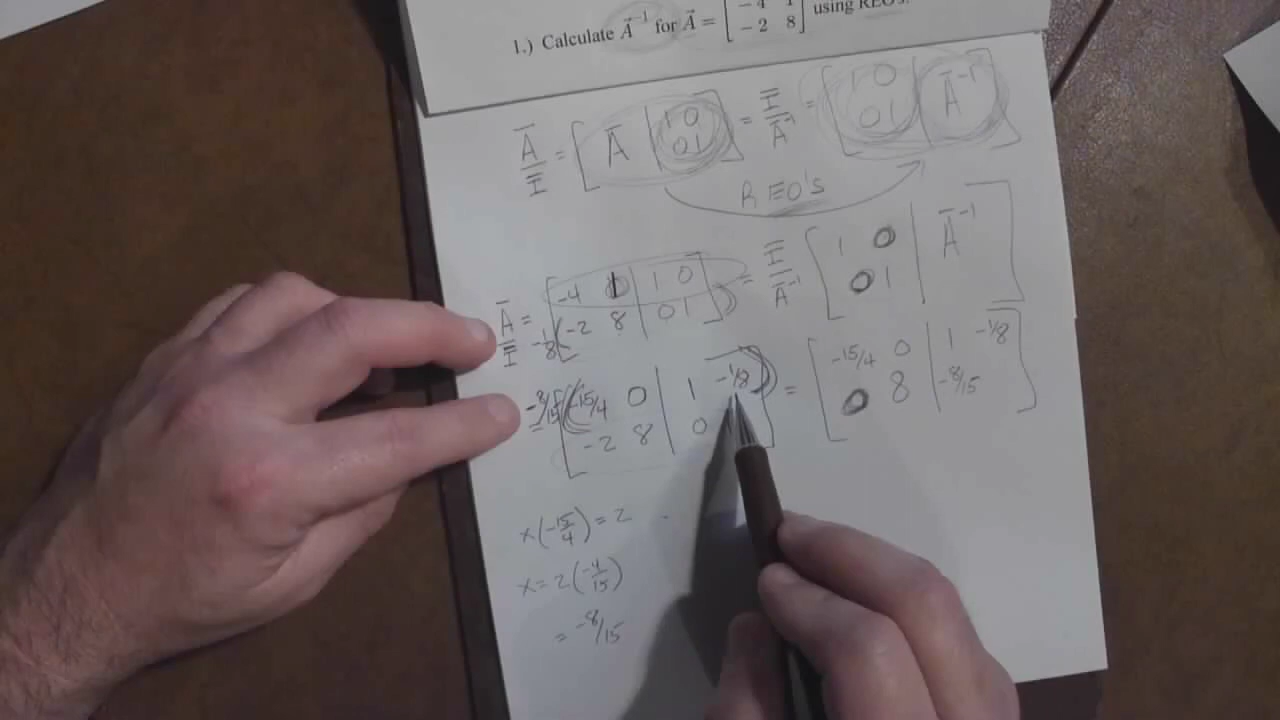 - 4 1
1.) Calculate A⃗⁻¹ for A⃗ = [ - 2 8 ] using REO's.
A̅/I̿ = [ A̅ | 1 0 / 0 1 ] = I̿/A̅⁻¹ = [ 1 0 / 0 1 | A̅⁻¹ ]
REO'S
A̅/I̿ = [ -4 1 | 1 0 ] = I̿/A̅⁻¹ [ 1 0 | A̅⁻¹ ]
-1/8( -2 8 | 0 1 ) 0 1
= -8/15( -15/4 0 | 1 -1/8 ) = [ -15/4 0 | 1 -1/8 ]
-2 8 | 0 0 8 | -8/15
x(-15/4) = 2
x = 2(-4/15)
= -8/15